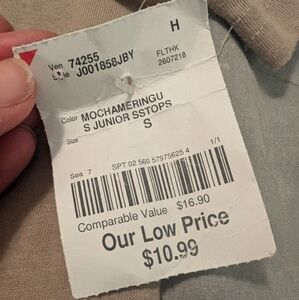 H
Ven 74255
Style J001858JBY
FLTHK
2607218
Color MOCHAMERINGU
S JUNIOR SSTOPS
Size S
Sea 7 SPT 02 560 57975625 4 1/1
Comparable Value $16.90
Our Low Price
$10.99